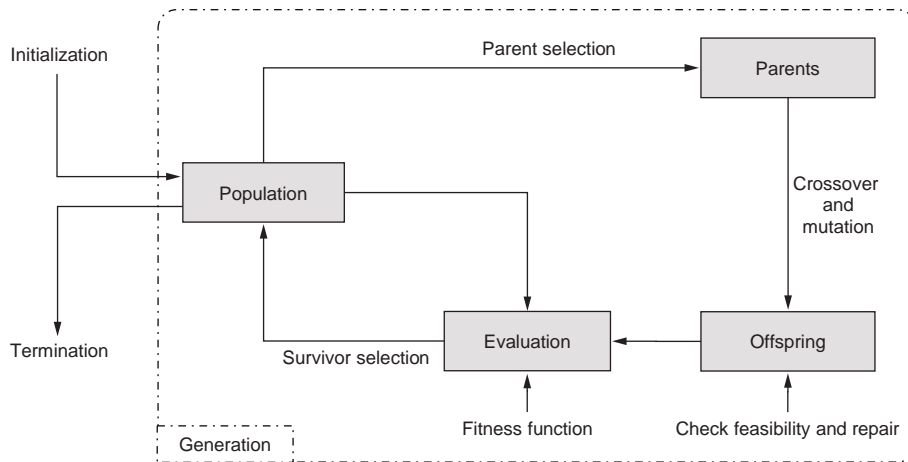 Initialization
Parent selection
Parents
Population
Crossover
and
mutation
Termination
Survivor selection
Evaluation
Offspring
Fitness function
Check feasibility and repair
Generation